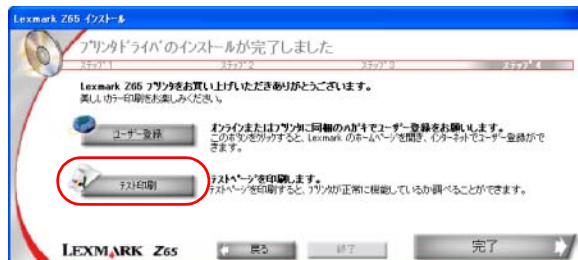 Lexmark Z65 インストール
プリンタドライバのインストールが完了しました
ステップ 1 ステップ 2 ステップ 3 ステップ 4
Lexmark Z65 プリンタをお買い上げいただきありがとうございます。
美しいカラー印刷をお楽しみください。
ユーザー登録
オンラインまたはプリンタに同梱のハガキでユーザー登録をお願いします。
このボタンをクリックすると、Lexmark のホームページを開き、インターネットでユーザー登録がで
きます。
テスト印刷
テストページを印刷します。
テストページを印刷すると、プリンタが正常に機能しているか調べることができます。
LEXMARK Z65
戻る
終了
完了